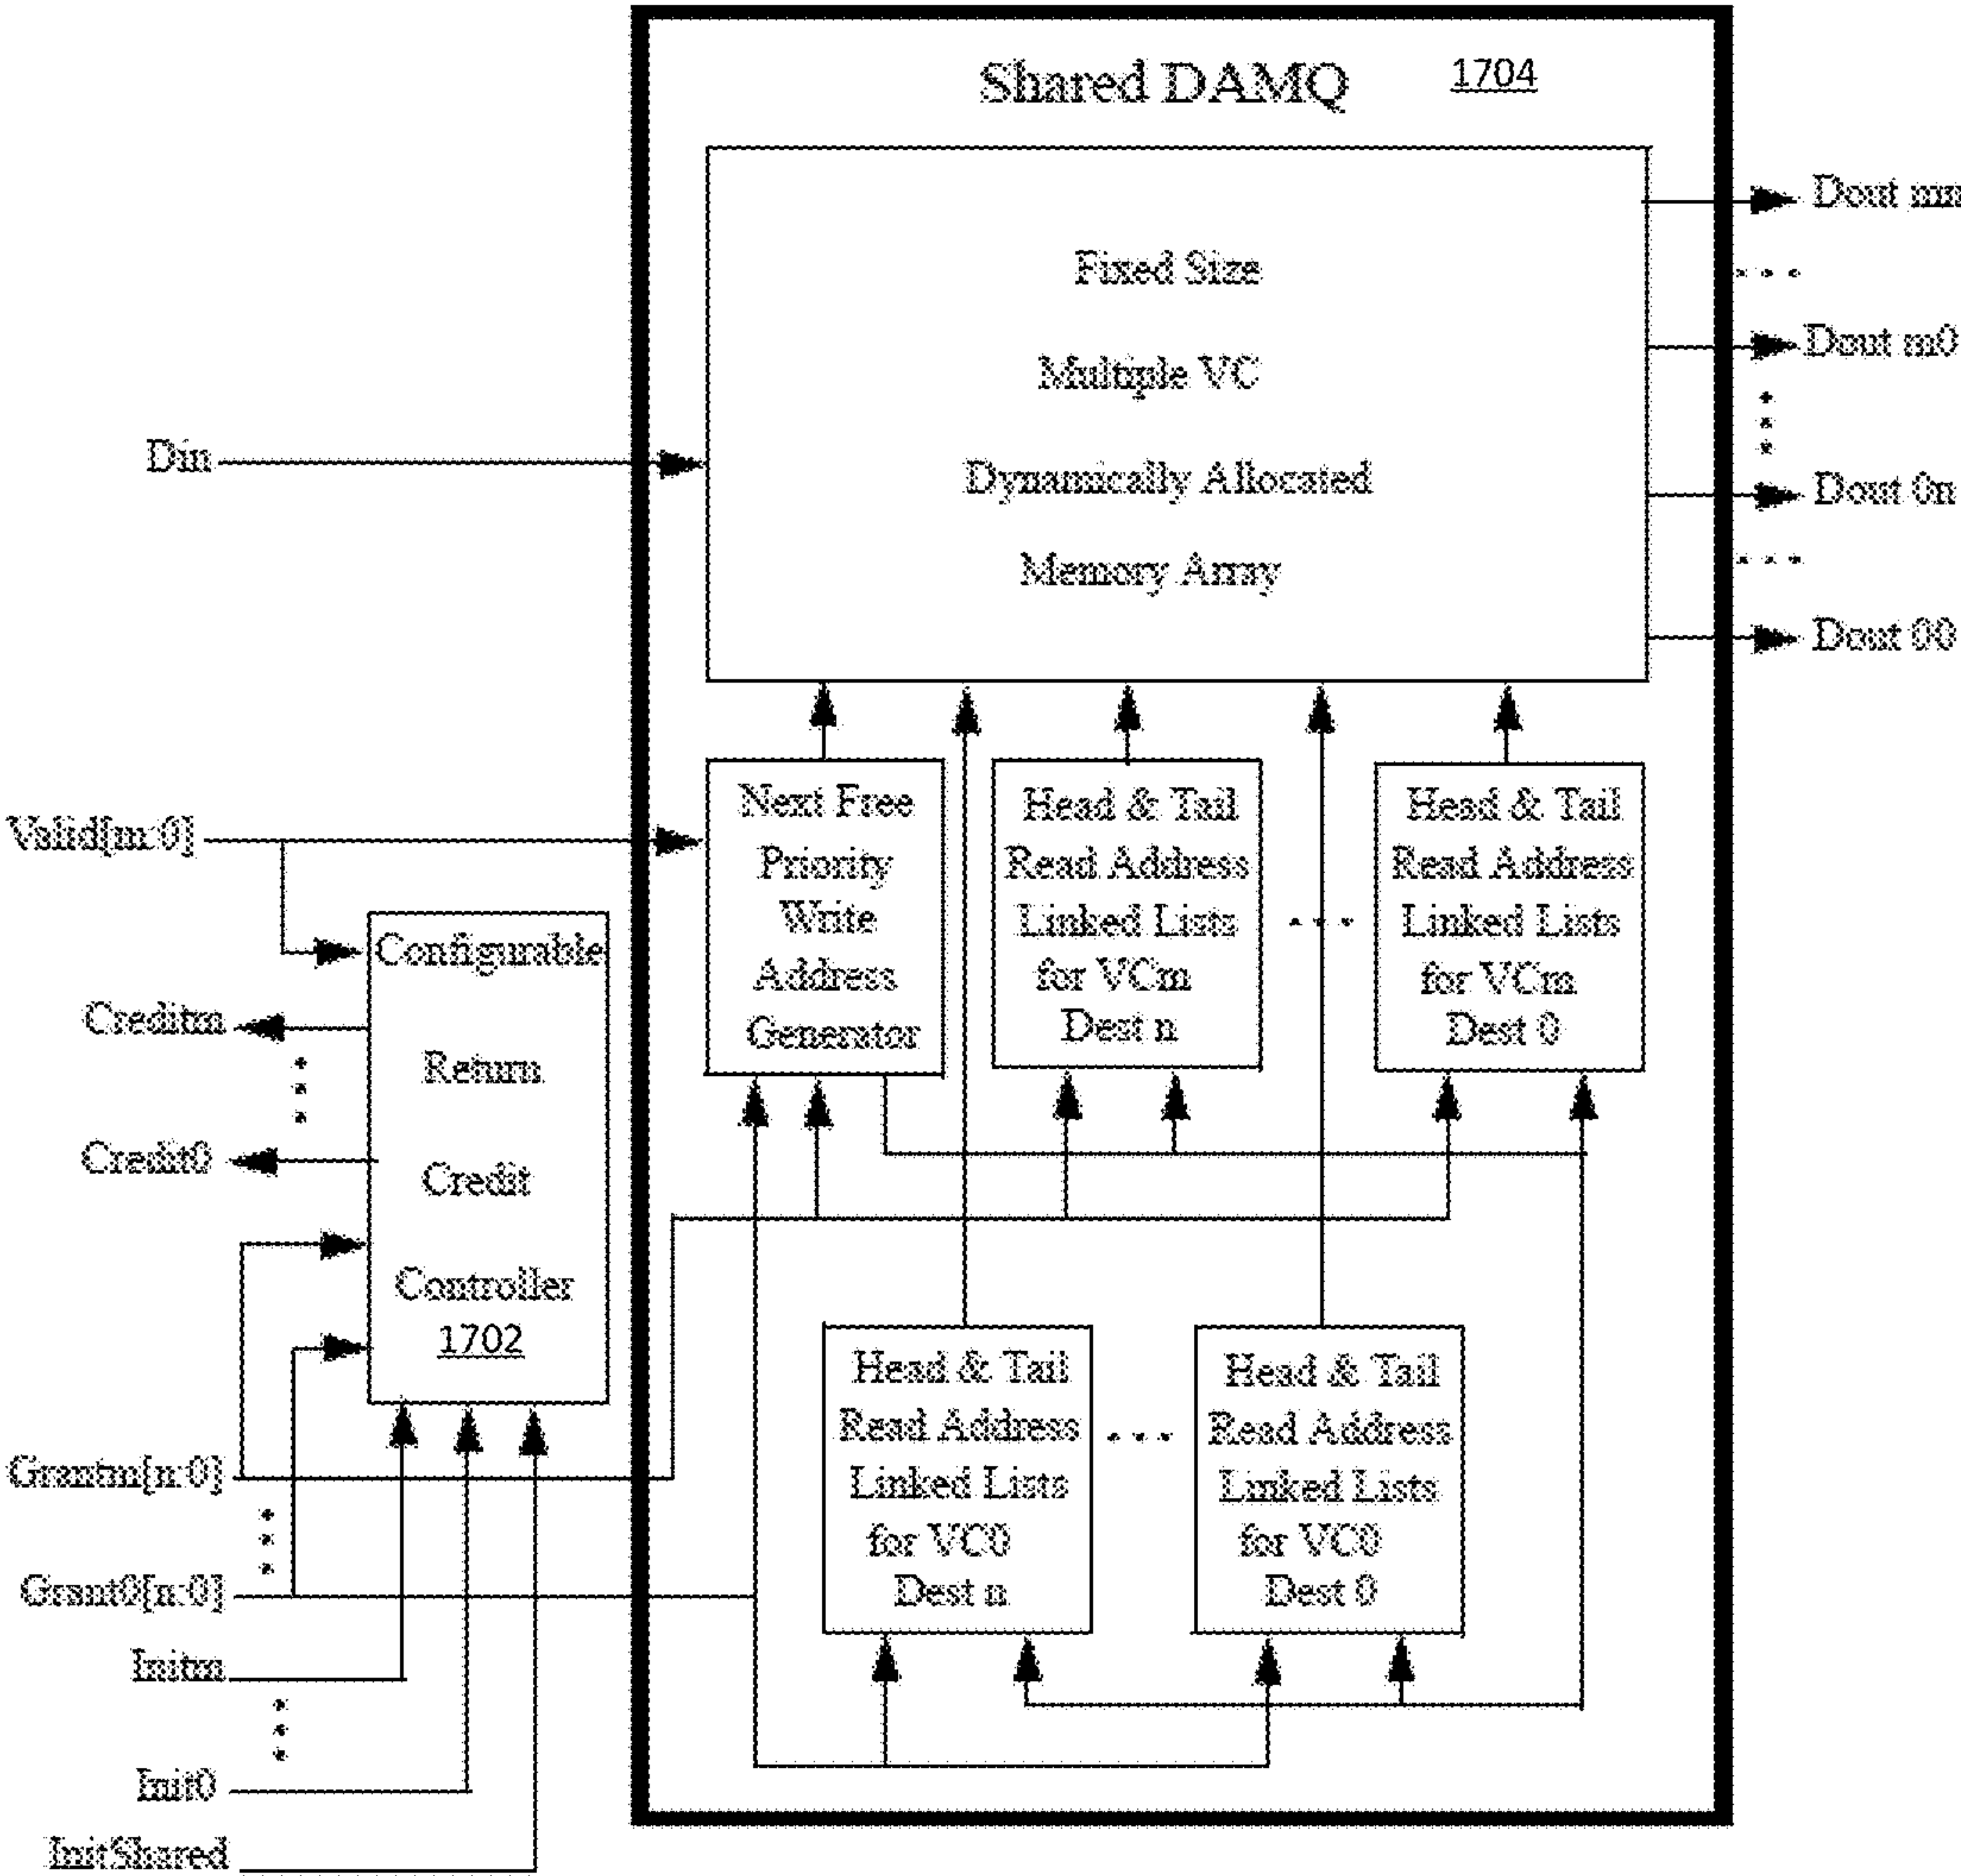 Shared DAMQ 1704
Fixed Size
Multiple VC
Dynamically Allocated
Memory Array
Din
Dout mn
Dout m0
Dout 0n
Dout 00
Valid[m:0]
Creditm
Credit0
Configurable
Return
Credit
Controller
1702
Next Free
Priority
Write
Address
Generator
Head & Tail
Read Address
Linked Lists
for VCm
Dest n
Head & Tail
Read Address
Linked Lists
for VCm
Dest 0
Head & Tail
Read Address
Linked Lists
for VC0
Dest n
Head & Tail
Read Address
Linked Lists
for VC0
Dest 0
Grantm[n:0]
Grant0[n:0]
Initm
Init0
InitShared